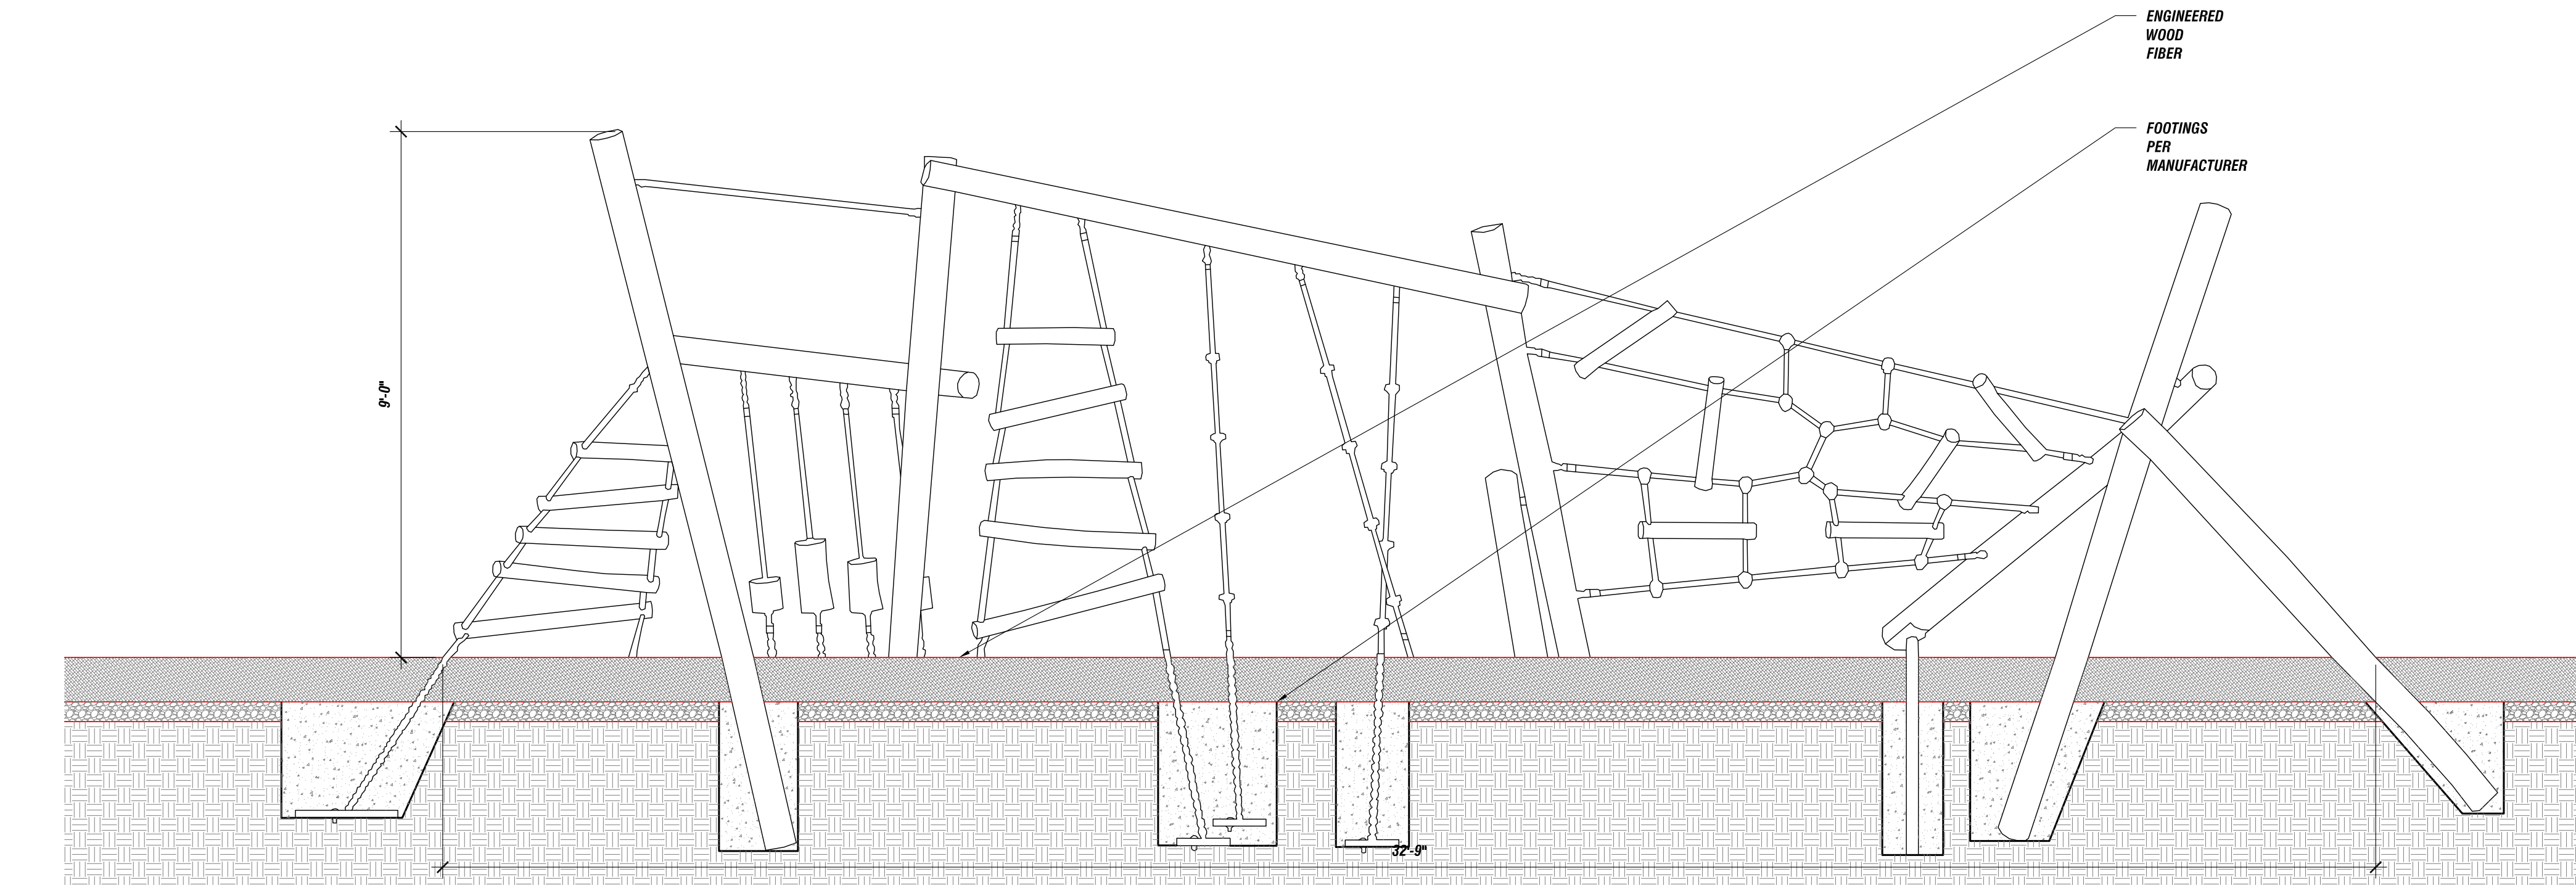 ENGINEERED
WOOD
FIBER
FOOTINGS
PER
MANUFACTURER
9'-0"
32'-9"